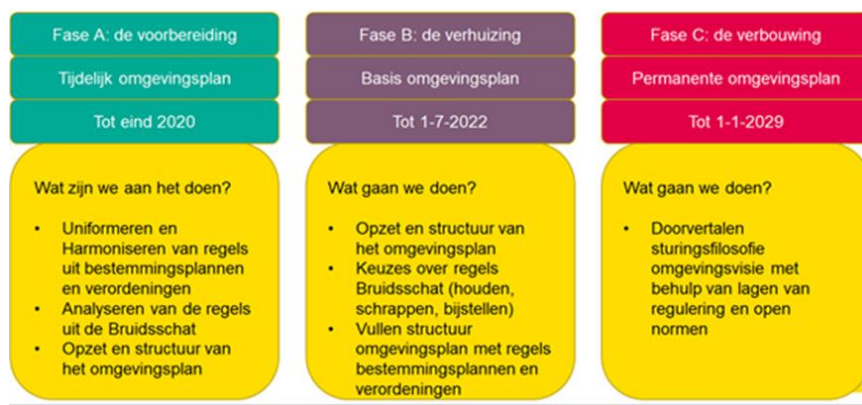 Fase A: de voorbereiding
Tijdelijk omgevingsplan
Tot eind 2020
Wat zijn we aan het doen?
• Uniformeren en
Harmoniseren van regels
uit bestemmingsplannen
en verordeningen
• Analyseren van de regels
uit de Bruidsschat
• Opzet en structuur van
het omgevingsplan
Fase B: de verhuizing
Basis omgevingsplan
Tot 1-7-2022
Wat gaan we doen?
• Opzet en structuur van
het omgevingsplan
• Keuzes over regels
Bruidsschat (houden,
schrappen, bijstellen)
• Vullen structuur
omgevingsplan met regels
bestemmingsplannen en
verordeningen
Fase C: de verbouwing
Permanente omgevingsplan
Tot 1-1-2029
Wat gaan we doen?
• Doorvertalen
sturingsfilosofie
omgevingsvisie met
behulp van lagen van
regulering en open
normen